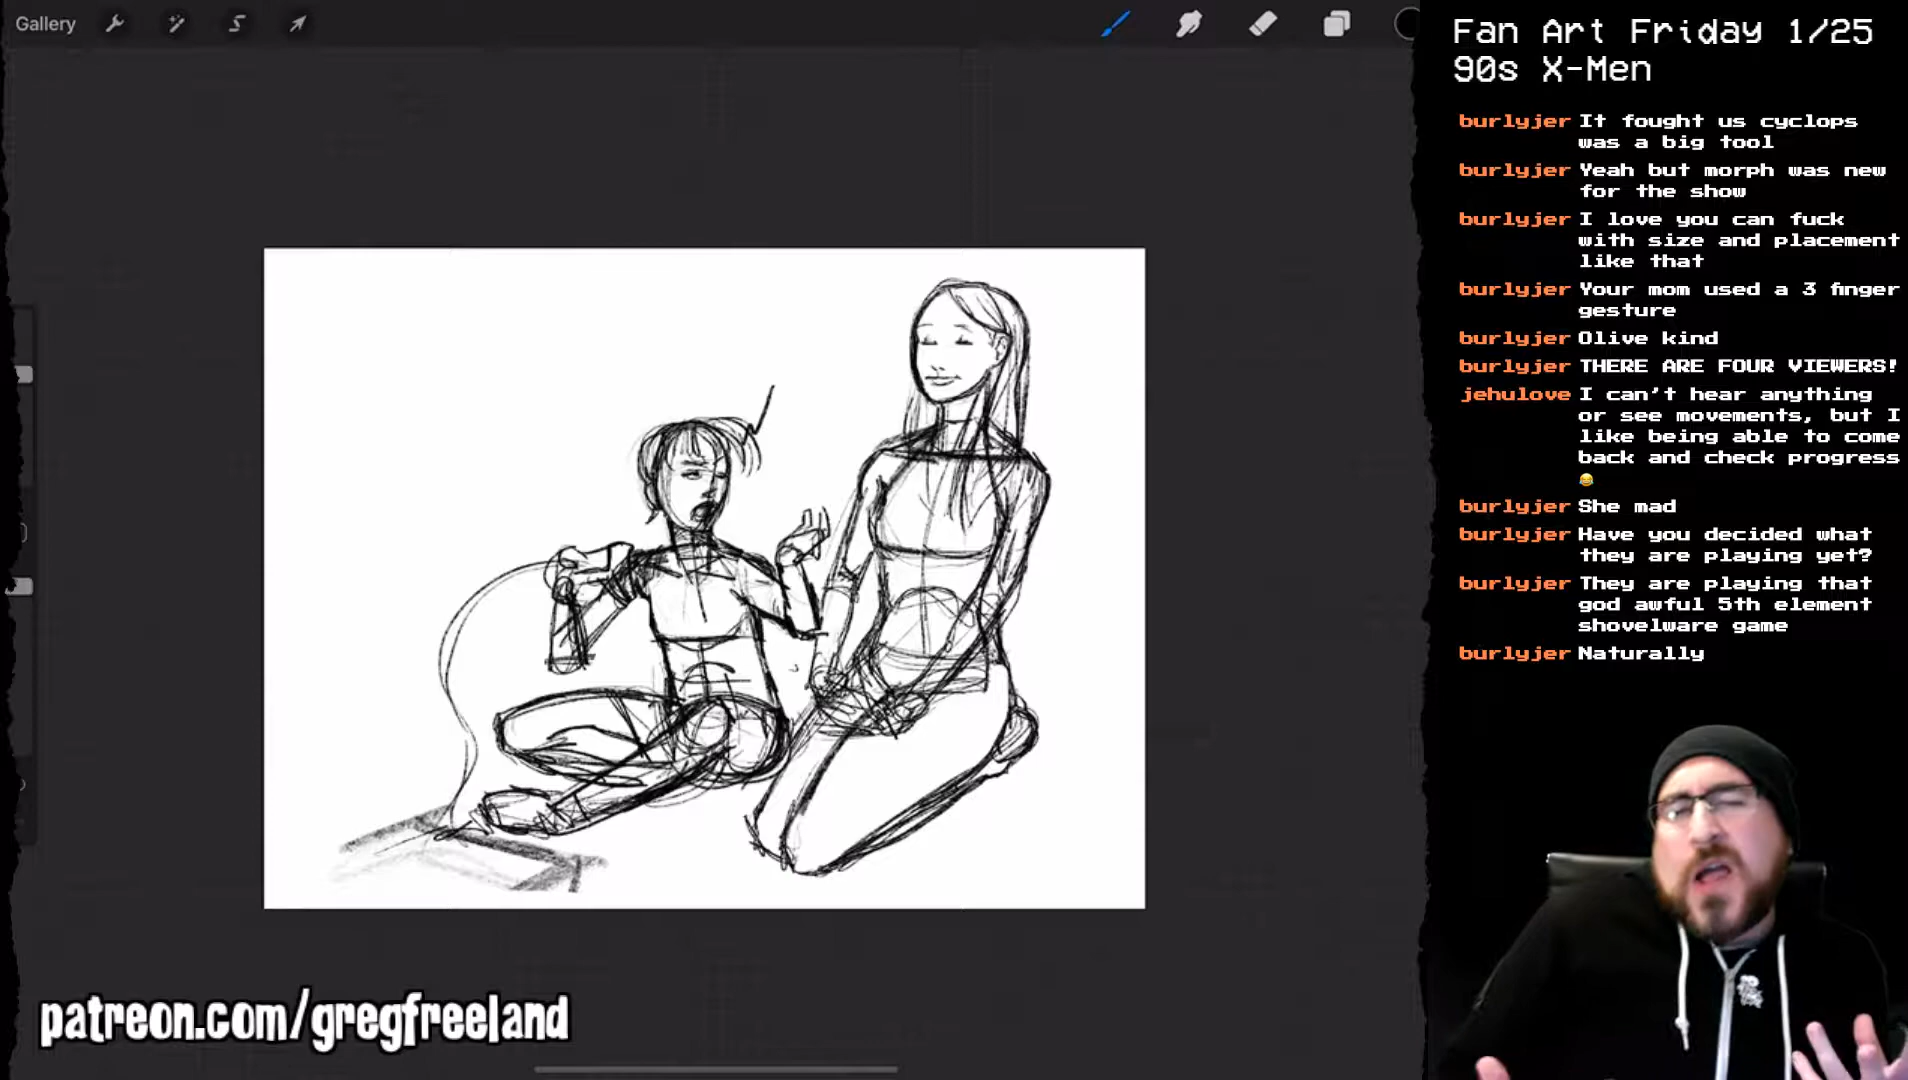 Gallery
Fan Art Friday 1/25
90s X-Men
burlyjer It fought us cyclops
was a big tool
burlyjer Yeah but morph was new
for the show
burlyjer I love you can fuck
with size and placement
like that
burlyjer Your mom used a 3 finger
gesture
burlyjer Olive kind
burlyjer THERE ARE FOUR VIEWERS!
jehulove I can't hear anything
or see movements, but I
like being able to come
back and check progress
😂
burlyjer She mad
burlyjer Have you decided what
they are playing yet?
burlyjer They are playing that
god awful 5th element
shovelware game
burlyjer Naturally
patreon.com/gregfreeland